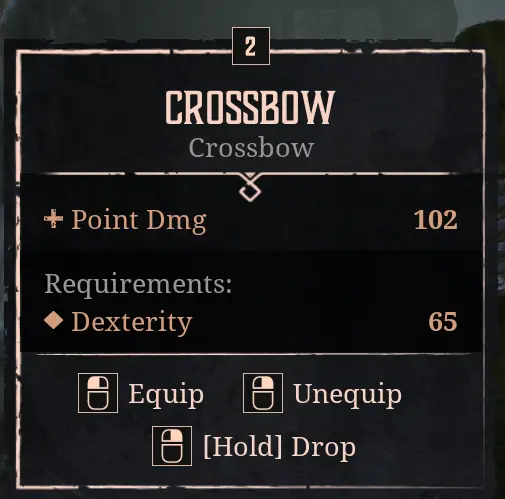 2
CROSSBOW
Crossbow
Point Dmg 102
Requirements:
Dexterity 65
Equip Unequip
[Hold] Drop